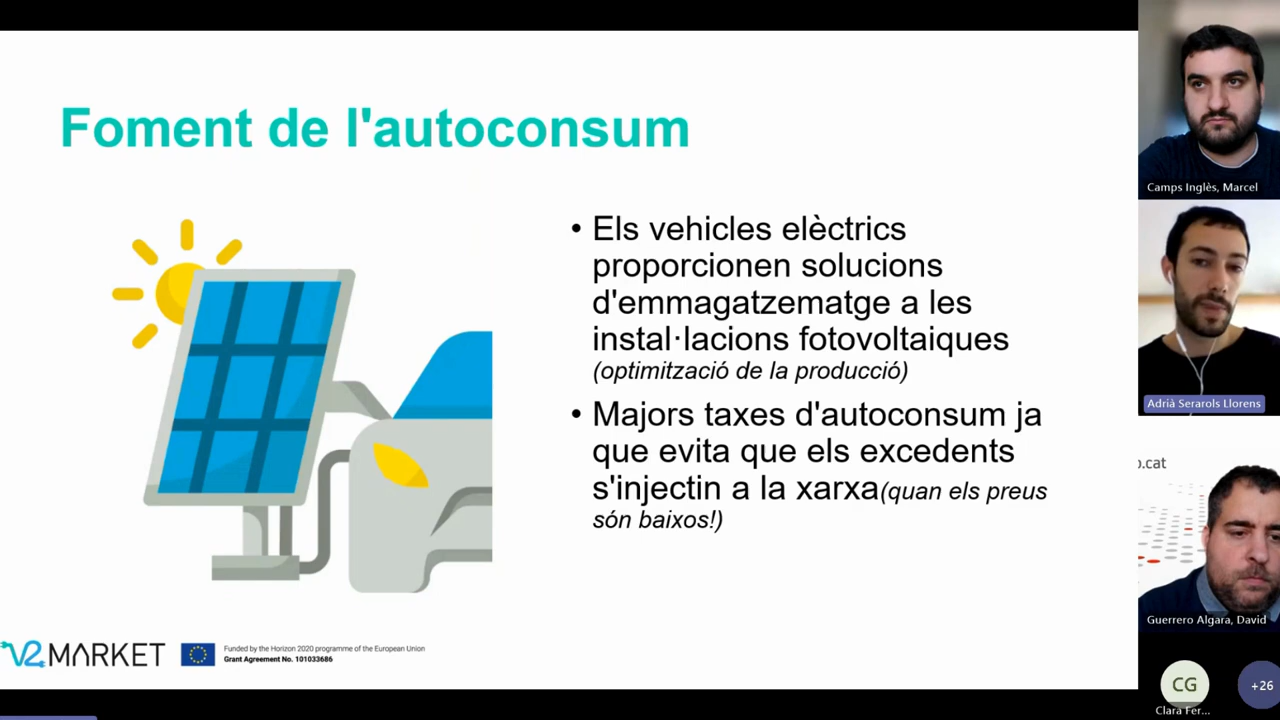 Foment de l'autoconsum
• Els vehicles elèctrics
proporcionen solucions
d'emmagatzematge a les
instal·lacions fotovoltaiques
(optimització de la producció)
• Majors taxes d'autoconsum ja
que evita que els excedents
s'injectin a la xarxa(quan els preus
són baixos!)
V2MARKET
Funded by the Horizon 2020 programme of the European Union
Grant Agreement No. 101033686
Camps Inglès, Marcel
Adrià Serarols Llorens
.cat
Guerrero Algara, David
CG
+26
Clara Fer...